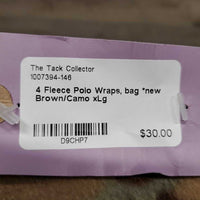 The Tack Collector
1007394-146
4 Fleece Polo Wraps, bag *new
Brown/Camo xLg
$30.00
D9CHP7